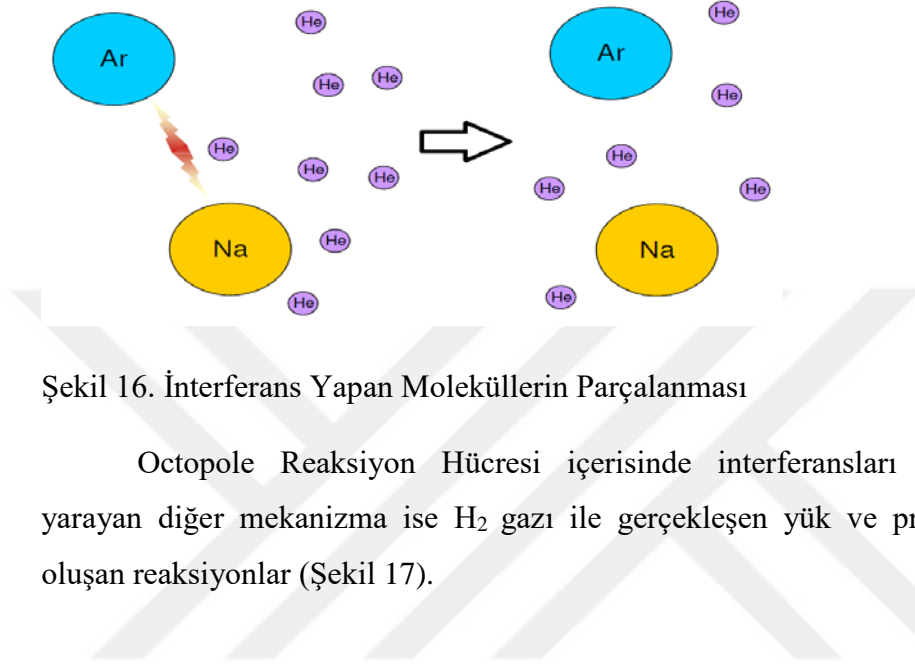 He
He
Ar
Ar
He
He
He
He
He
He
He
He
He
Na
He
Na
He
He
Şekil 16. İnterferans Yapan Moleküllerin Parçalanması
Octopole Reaksiyon Hücresi içerisinde interferansları
yarayan diğer mekanizma ise H₂ gazı ile gerçekleşen yük ve
oluşan reaksiyonlar (Şekil 17).